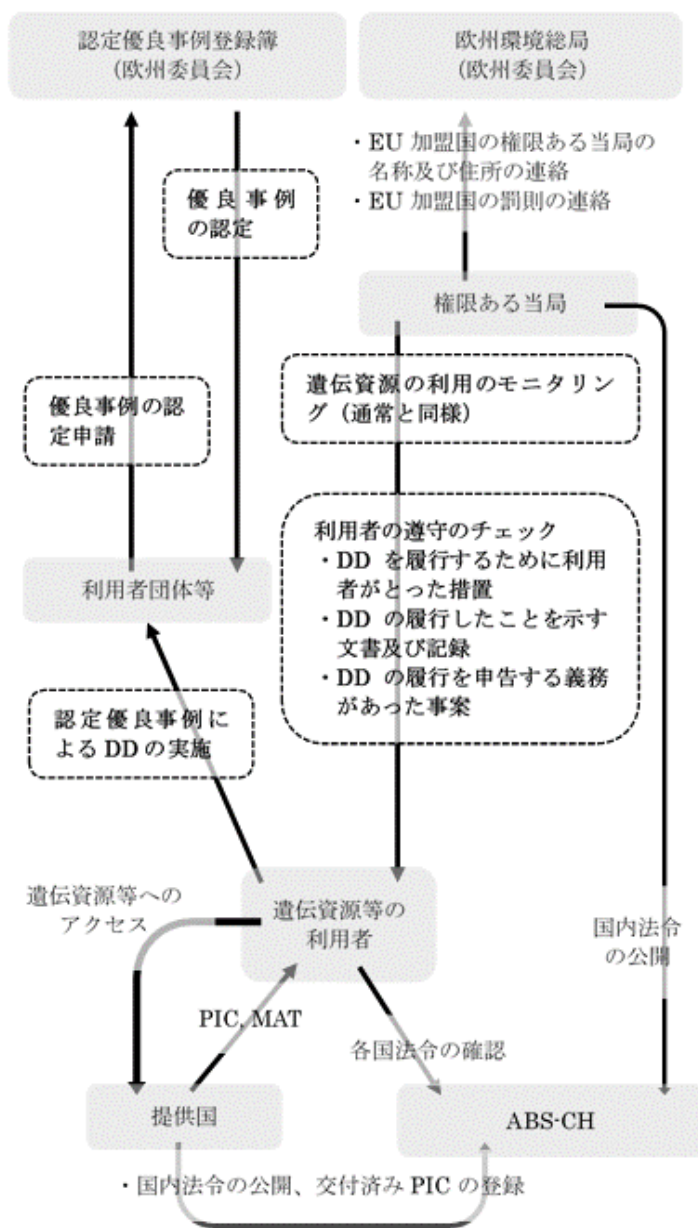 認定優良事例登録簿
(欧州委員会)
欧州環境総局
(欧州委員会)
・EU 加盟国の権限ある当局の
名称及び住所の連絡
・EU 加盟国の罰則の連絡
優良事例
の認定
権限ある当局
遺伝資源の利用のモニタリン
グ（通常と同様）
優良事例の認
定申請
利用者の遵守のチェック
・DD を履行するために利用
者がとった措置
・DD の履行したことを示す
文書及び記録
・DD の履行を申告する義務
があった事案
利用者団体等
認定優良事例に
よる DD の実施
遺伝資源等への
アクセス
遺伝資源等の
利用者
国内法令
の公開
PIC, MAT
各国法令の確認
提供国
ABS-CH
・国内法令の公開、交付済み PIC の登録